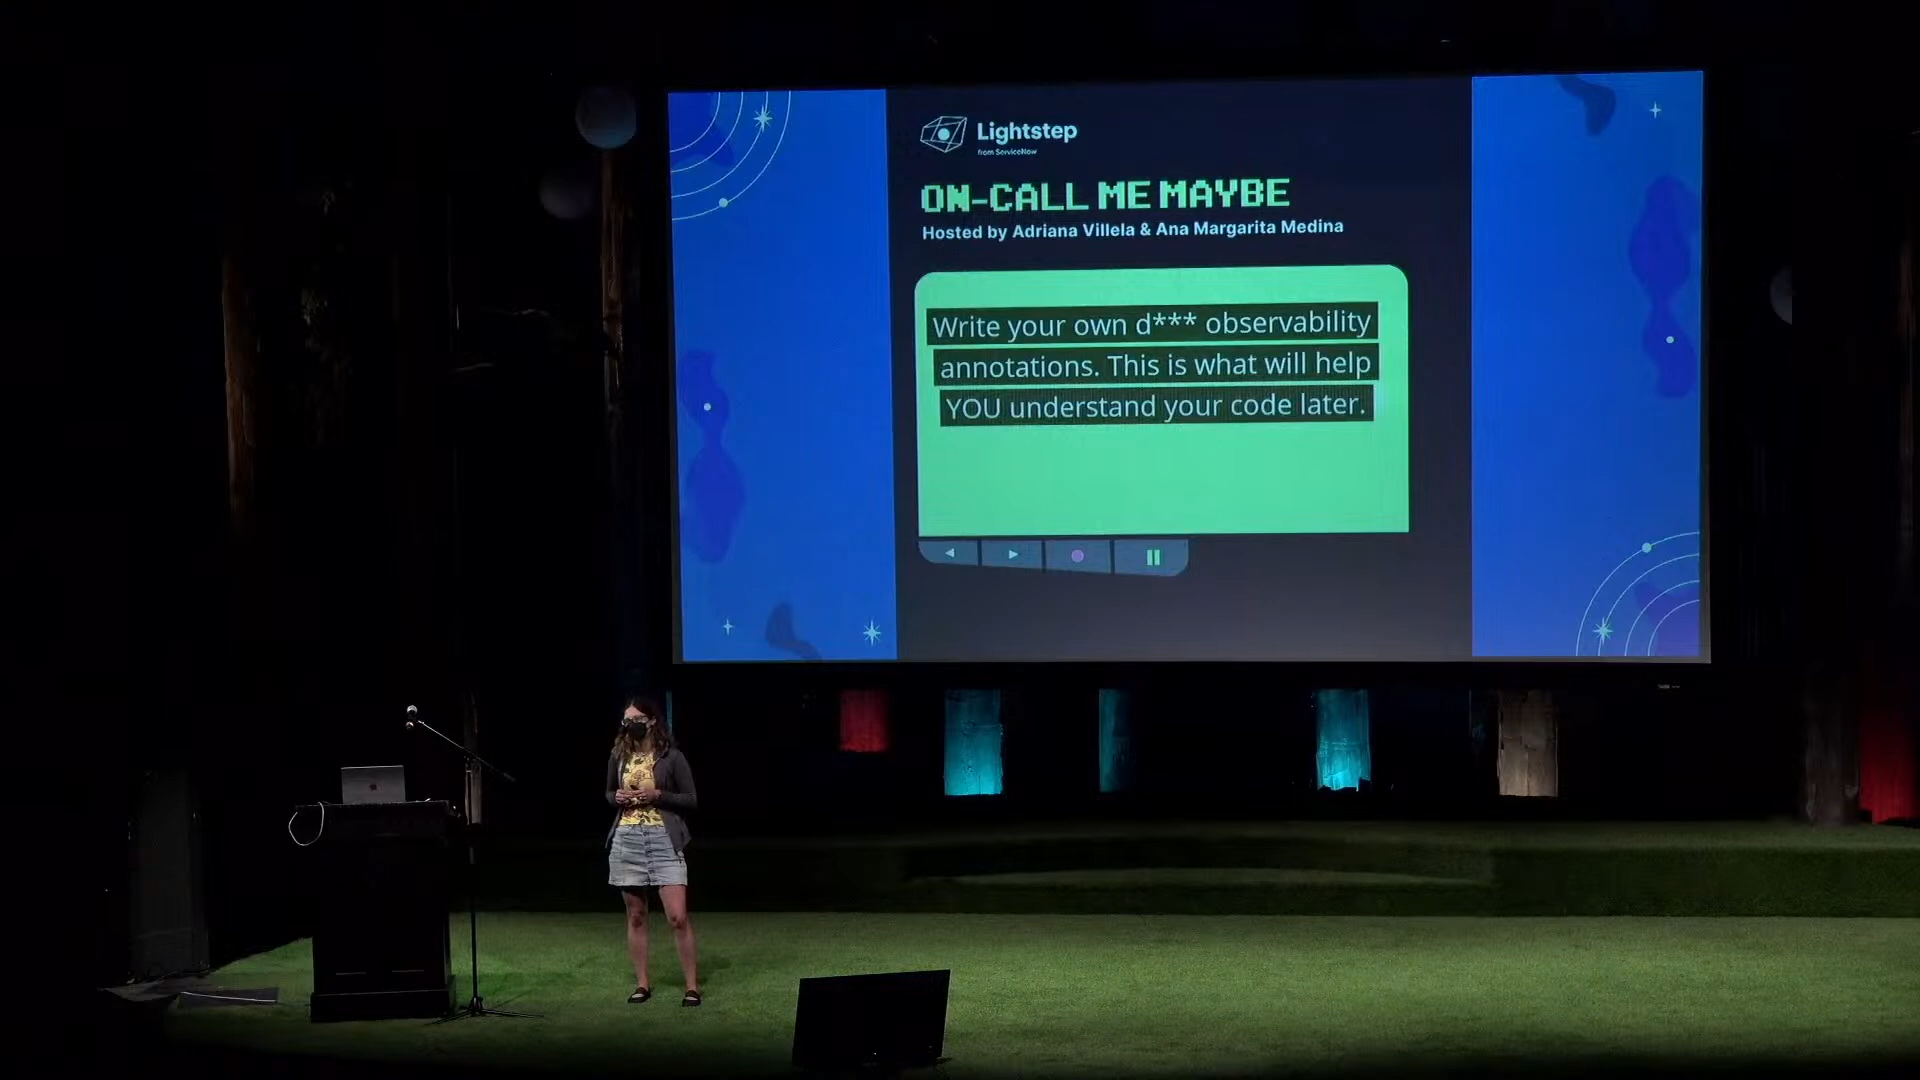 Lightstep
from ServiceNow
ON-CALL ME MAYBE
Hosted by Adriana Villela & Ana Margarita Medina
Write your own d*** observability
annotations. This is what will help
YOU understand your code later.